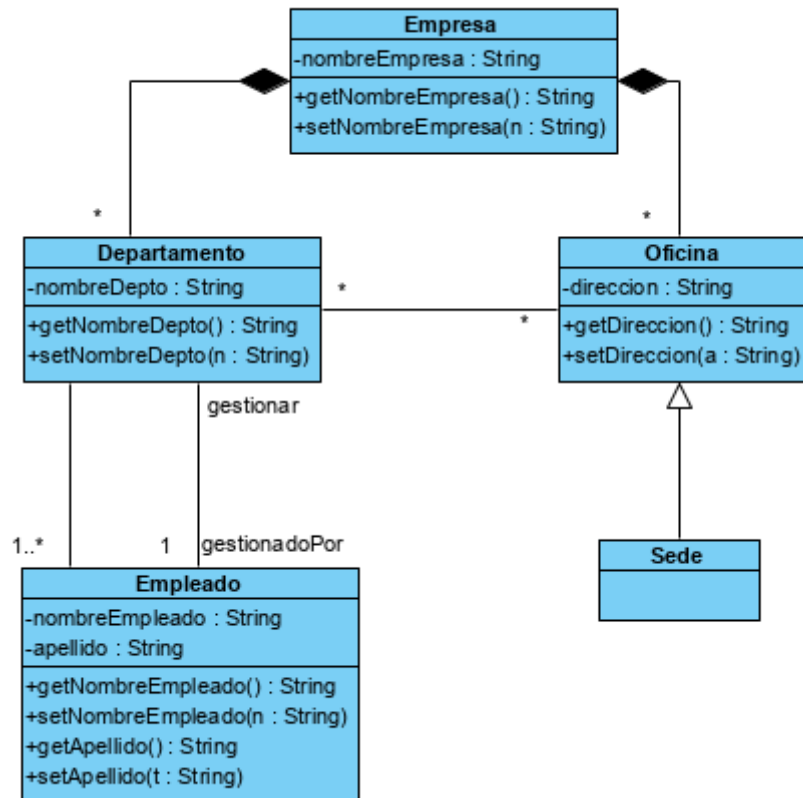 Empresa
-nombreEmpresa : String
+getNombreEmpresa() : String
+setNombreEmpresa(n : String)
*
*
Departamento
-nombreDepto : String
+getNombreDepto() : String
+setNombreDepto(n : String)
*
*
Oficina
-direccion : String
+getDireccion() : String
+setDireccion(a : String)
gestionar
1..*
1
gestionadoPor
Sede
Empleado
-nombreEmpleado : String
-apellido : String
+getNombreEmpleado() : String
+setNombreEmpleado(n : String)
+getApellido() : String
+setApellido(t : String)